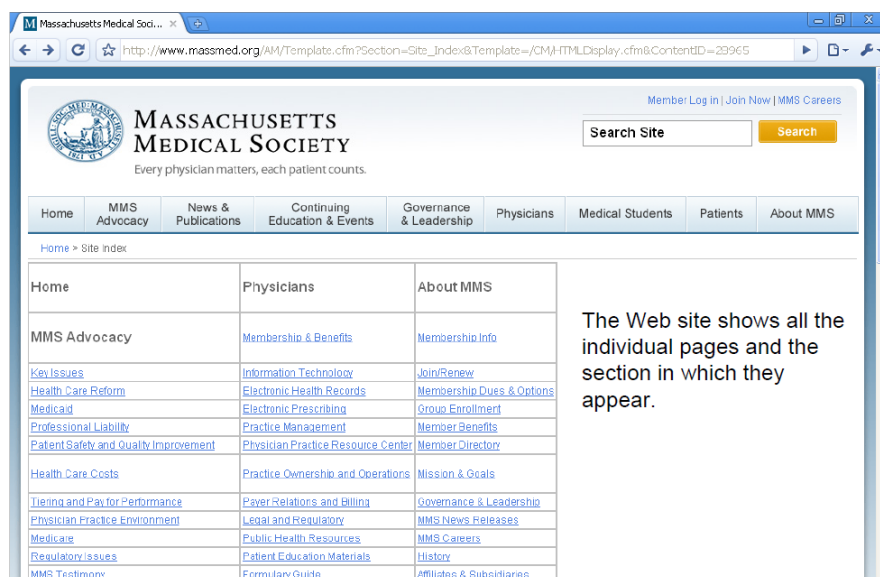 Massachusetts Medical Soci...
http://www.massmed.org/AM/Template.cfm?Section=Site_Index&Template=/CM/HTMLDisplay.cfm&ContentID=28965
Member Log in | Join Now | MMS Careers
MASSACHUSETTS
MEDICAL SOCIETY
Every physician matters, each patient counts.
Search Site
Search
Home
MMS Advocacy
News & Publications
Continuing Education & Events
Governance & Leadership
Physicians
Medical Students
Patients
About MMS
Home > Site Index
Home Physicians About MMS
MMS Advocacy Membership & Benefits Membership Info
Key Issues Information Technology Join/Renew
Health Care Reform Electronic Health Records Membership Dues & Options
Medicaid Electronic Prescribing Group Enrollment
Professional Liability Practice Management Member Benefits
Patient Safety and Quality Improvement Physician Practice Resource Center Member Directory
Health Care Costs Practice Ownership and Operations Mission & Goals
Tiering and Pay for Performance Payer Relations and Billing Governance & Leadership
Physician Practice Environment Legal and Regulatory MMS News Releases
Medicare Public Health Resources MMS Careers
Regulatory Issues Patient Education Materials History
MMS Testimony Formulary Guide Affiliates & Subsidiaries
The Web site shows all the
individual pages and the
section in which they
appear.